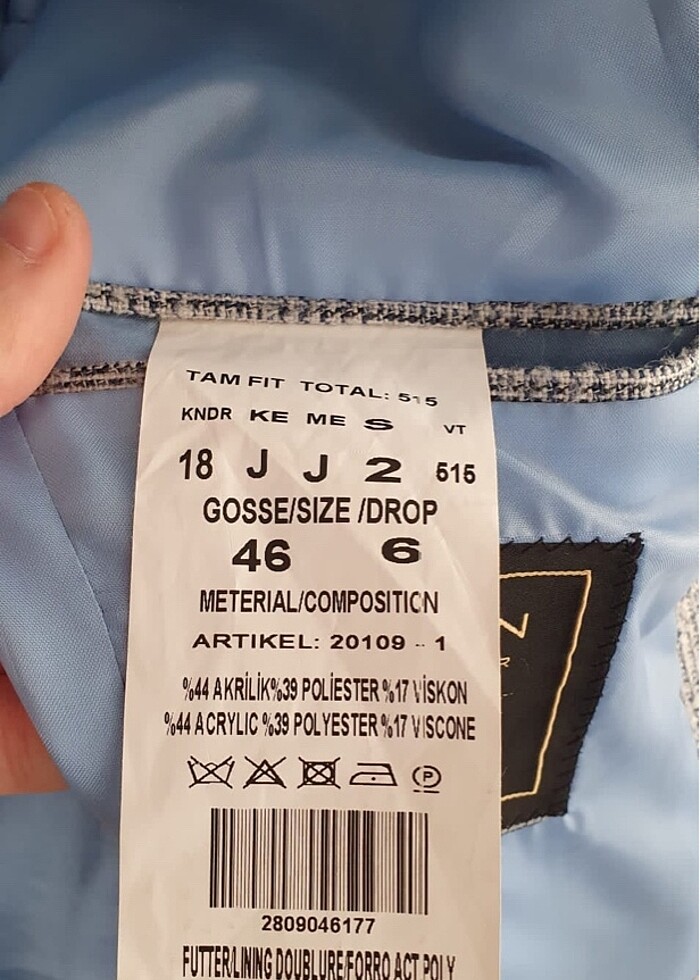 TAM FIT TOTAL: 515
KNDR KE ME S VT
18 J J 2 515
GOSSE/SIZE /DROP
46 6
METERIAL/COMPOSITION
ARTIKEL: 20109 - 1
%44 AKRİLİK%39 POLİESTER %17 VİSKON
%44 ACRYLIC %39 POLYESTER %17 VISCONE
P
2809046177
FUTTER/LINING DOUBLURE/FORRO ACT POLY